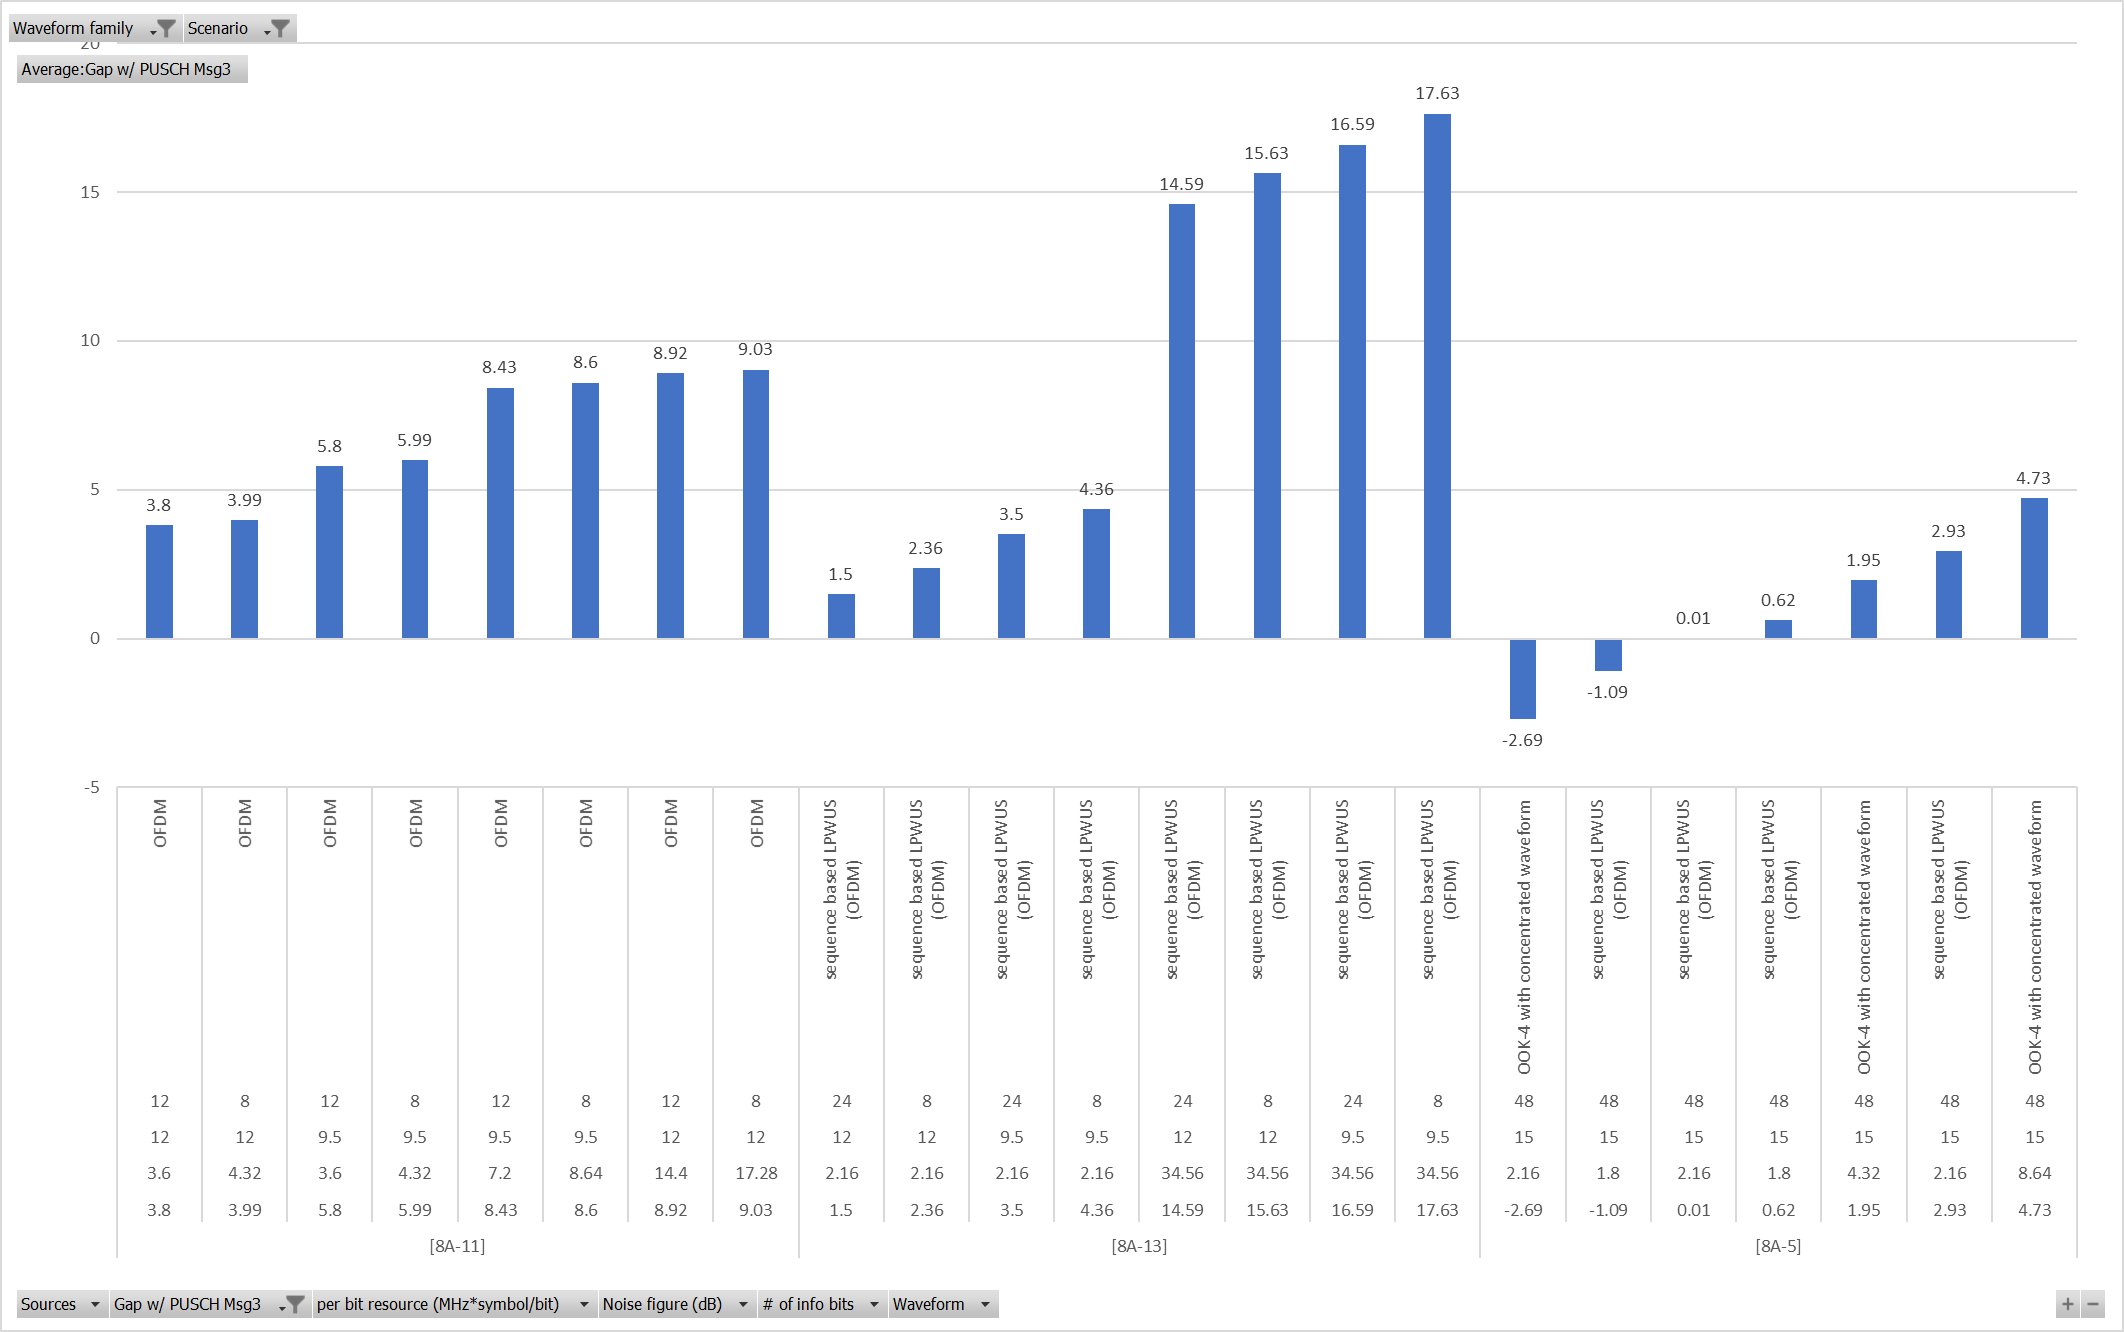 Waveform family Scenario
20
Average:Gap w/ PUSCH Msg3
17.63
16.59
15.63
14.59
15
10
9.03
8.92
8.6
8.43
5.99
5.8
5
4.36
4.73
3.99
3.8
3.5
2.93
2.36
1.95
1.5
0.62
0.01
0
-1.09
-2.69
-5
OFDM
OFDM
OFDM
OFDM
OFDM
OFDM
OFDM
OFDM
sequence based LPWUS
(OFDM)
sequence based LPWUS
(OFDM)
sequence based LPWUS
(OFDM)
sequence based LPWUS
(OFDM)
sequence based LPWUS
(OFDM)
sequence based LPWUS
(OFDM)
sequence based LPWUS
(OFDM)
sequence based LPWUS
(OFDM)
OOK-4 with concentrated waveform
sequence based LPWUS
(OFDM)
sequence based LPWUS
(OFDM)
sequence based LPWUS
(OFDM)
OOK-4 with concentrated waveform
sequence based LPWUS
(OFDM)
OOK-4 with concentrated waveform
12 8 12 8 12 8 12 8 24 8 24 8 24 8 24 8 48 48 48 48 48 48 48
12 12 9.5 9.5 9.5 9.5 12 12 12 12 9.5 9.5 12 12 9.5 9.5 15 15 15 15 15 15 15
3.6 4.32 3.6 4.32 7.2 8.64 14.4 17.28 2.16 2.16 2.16 2.16 34.56 34.56 34.56 34.56 2.16 1.8 2.16 1.8 4.32 2.16 8.64
3.8 3.99 5.8 5.99 8.43 8.6 8.92 9.03 1.5 2.36 3.5 4.36 14.59 15.63 16.59 17.63 -2.69 -1.09 0.01 0.62 1.95 2.93 4.73
[8A-11] [8A-13] [8A-5]
Sources Gap w/ PUSCH Msg3 per bit resource (MHz*symbol/bit) Noise figure (dB) # of info bits Waveform + −